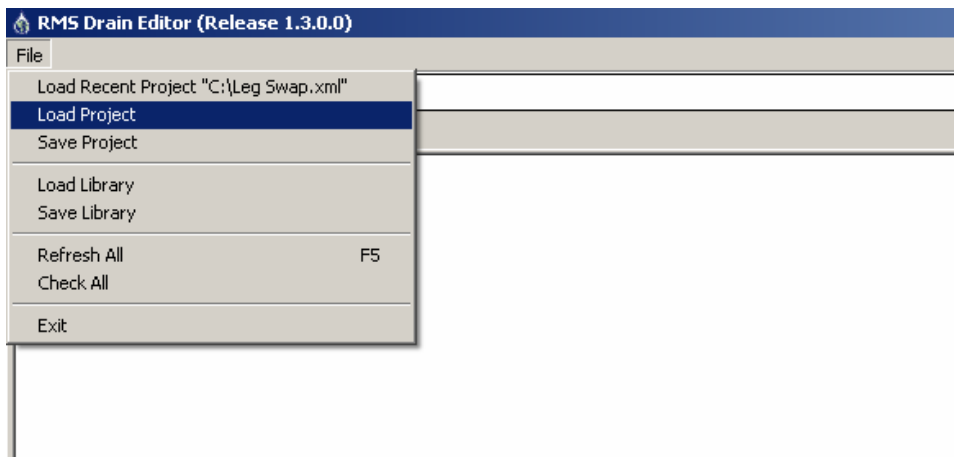 RMS Drain Editor (Release 1.3.0.0)
File
Load Recent Project "C:\Leg Swap.xml"
Load Project
Save Project
Load Library
Save Library
Refresh All F5
Check All
Exit